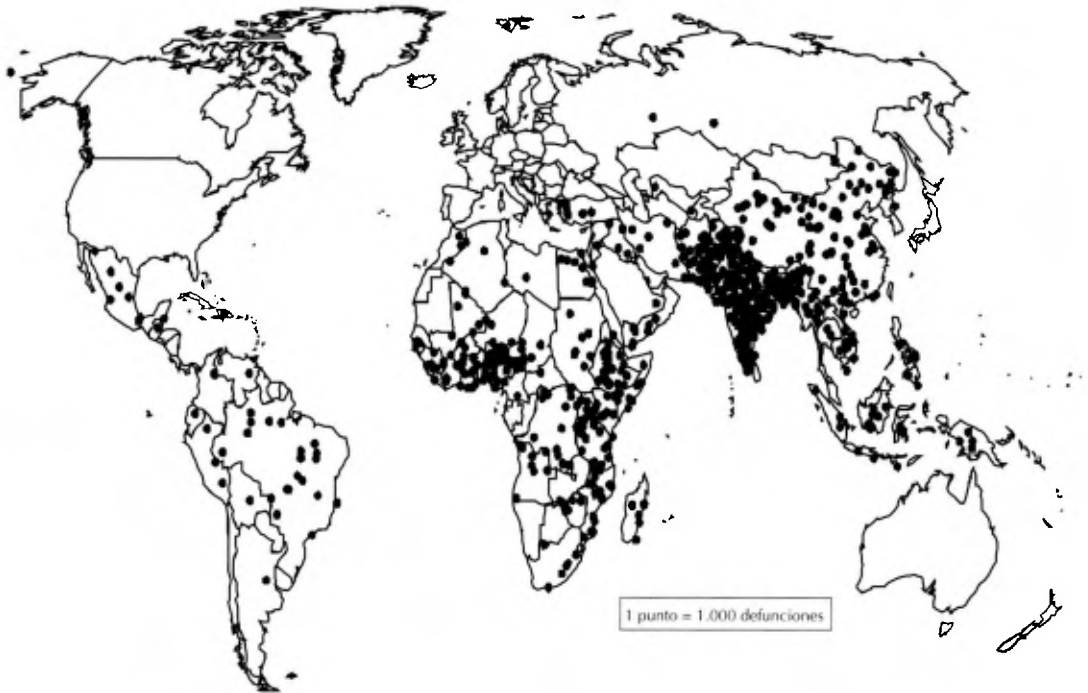 1 punto = 1.000 defunciones